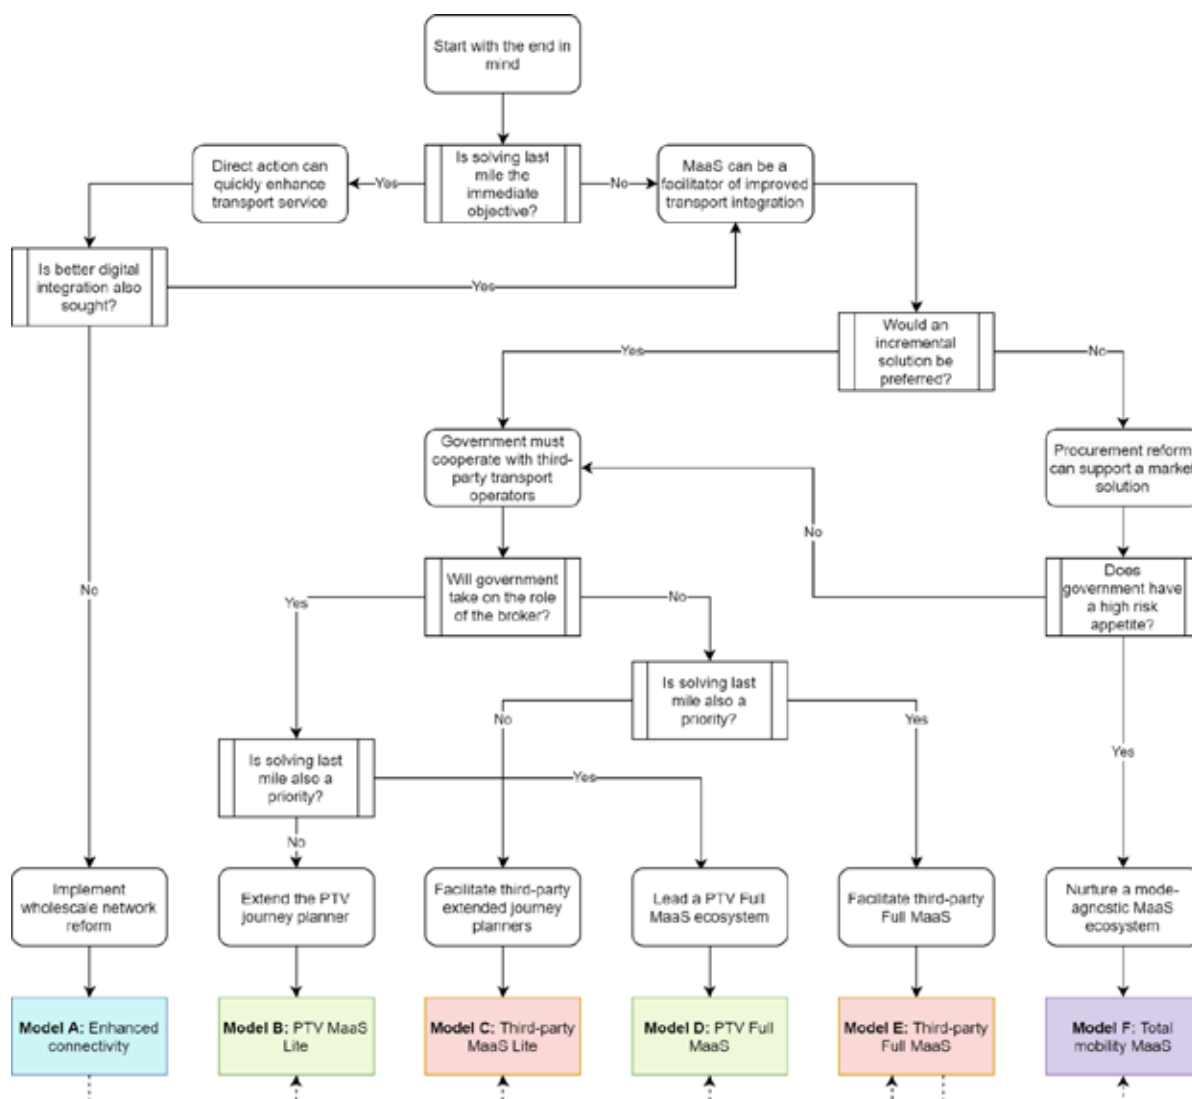 Start with the end in
mind
Direct action can
quickly enhance
transport service
Yes
Is solving last
mile the
immediate
objective?
No
MaaS can be a
facilitator of improved
transport integration
Is better digital
integration also
sought?
Yes
Would an
incremental
solution be
preferred?
Yes
No
Government must
cooperate with third-
party transport
operators
Procurement reform
can support a market
solution
No
No
Will government
take on the role
of the broker?
Does
government have
a high risk
appetite?
Yes
No
Is solving last
mile also a
priority?
No
Yes
Yes
Is solving last
mile also a
priority?
Yes
No
Implement
wholescale network
reform
Extend the PTV
journey planner
Facilitate third-party
extended journey
planners
Lead a PTV Full
MaaS ecosystem
Facilitate third-party
Full MaaS
Nurture a mode-
agnostic MaaS
ecosystem
Model A: Enhanced
connectivity
Model B: PTV MaaS
Lite
Model C: Third-party
MaaS Lite
Model D: PTV Full
MaaS
Model E: Third-party
Full MaaS
Model F: Total
mobility MaaS